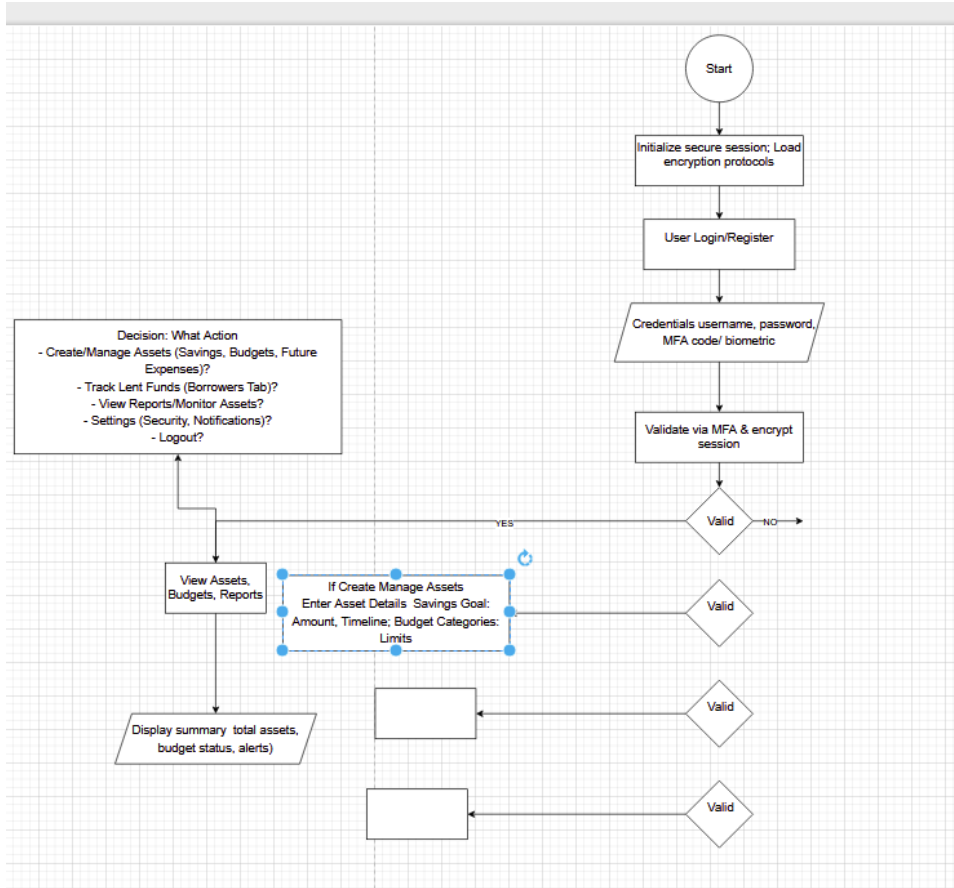 Start
Initialize secure session; Load
encryption protocols
User Login/Register
Credentials username, password,
MFA code/ biometric
Validate via MFA & encrypt
session
Valid
NO
YES
Decision: What Action
- Create/Manage Assets (Savings, Budgets, Future
Expenses)?
- Track Lent Funds (Borrowers Tab)?
- View Reports/Monitor Assets?
- Settings (Security, Notifications)?
- Logout?
View Assets,
Budgets, Reports
Display summary total assets,
budget status, alerts)
If Create Manage Assets
Enter Asset Details Savings Goal:
Amount, Timeline; Budget Categories:
Limits
Valid
Valid
Valid